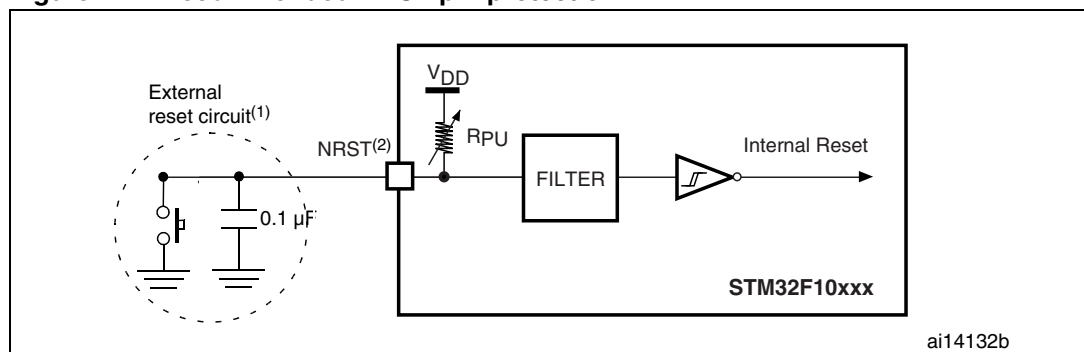 External
reset circuit(1)
VDD
NRST(2)
RPU
FILTER
Internal Reset
0.1 µF
STM32F10xxx
ai14132b